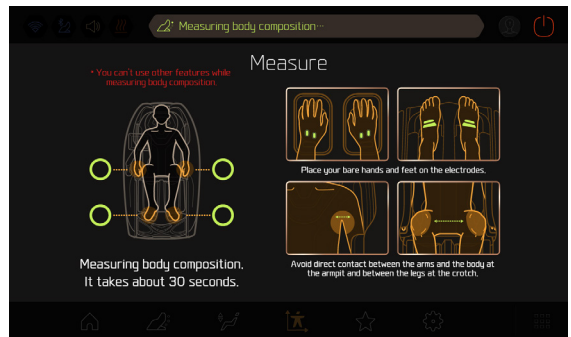 Measuring body composition···
Measure
* You can't use other features while
measuring body composition.
Place your bare hands and feet on the electrodes.
Measuring body composition.
It takes about 30 seconds.
Avoid direct contact between the arms and the body at
the armpit and between the legs at the crotch.